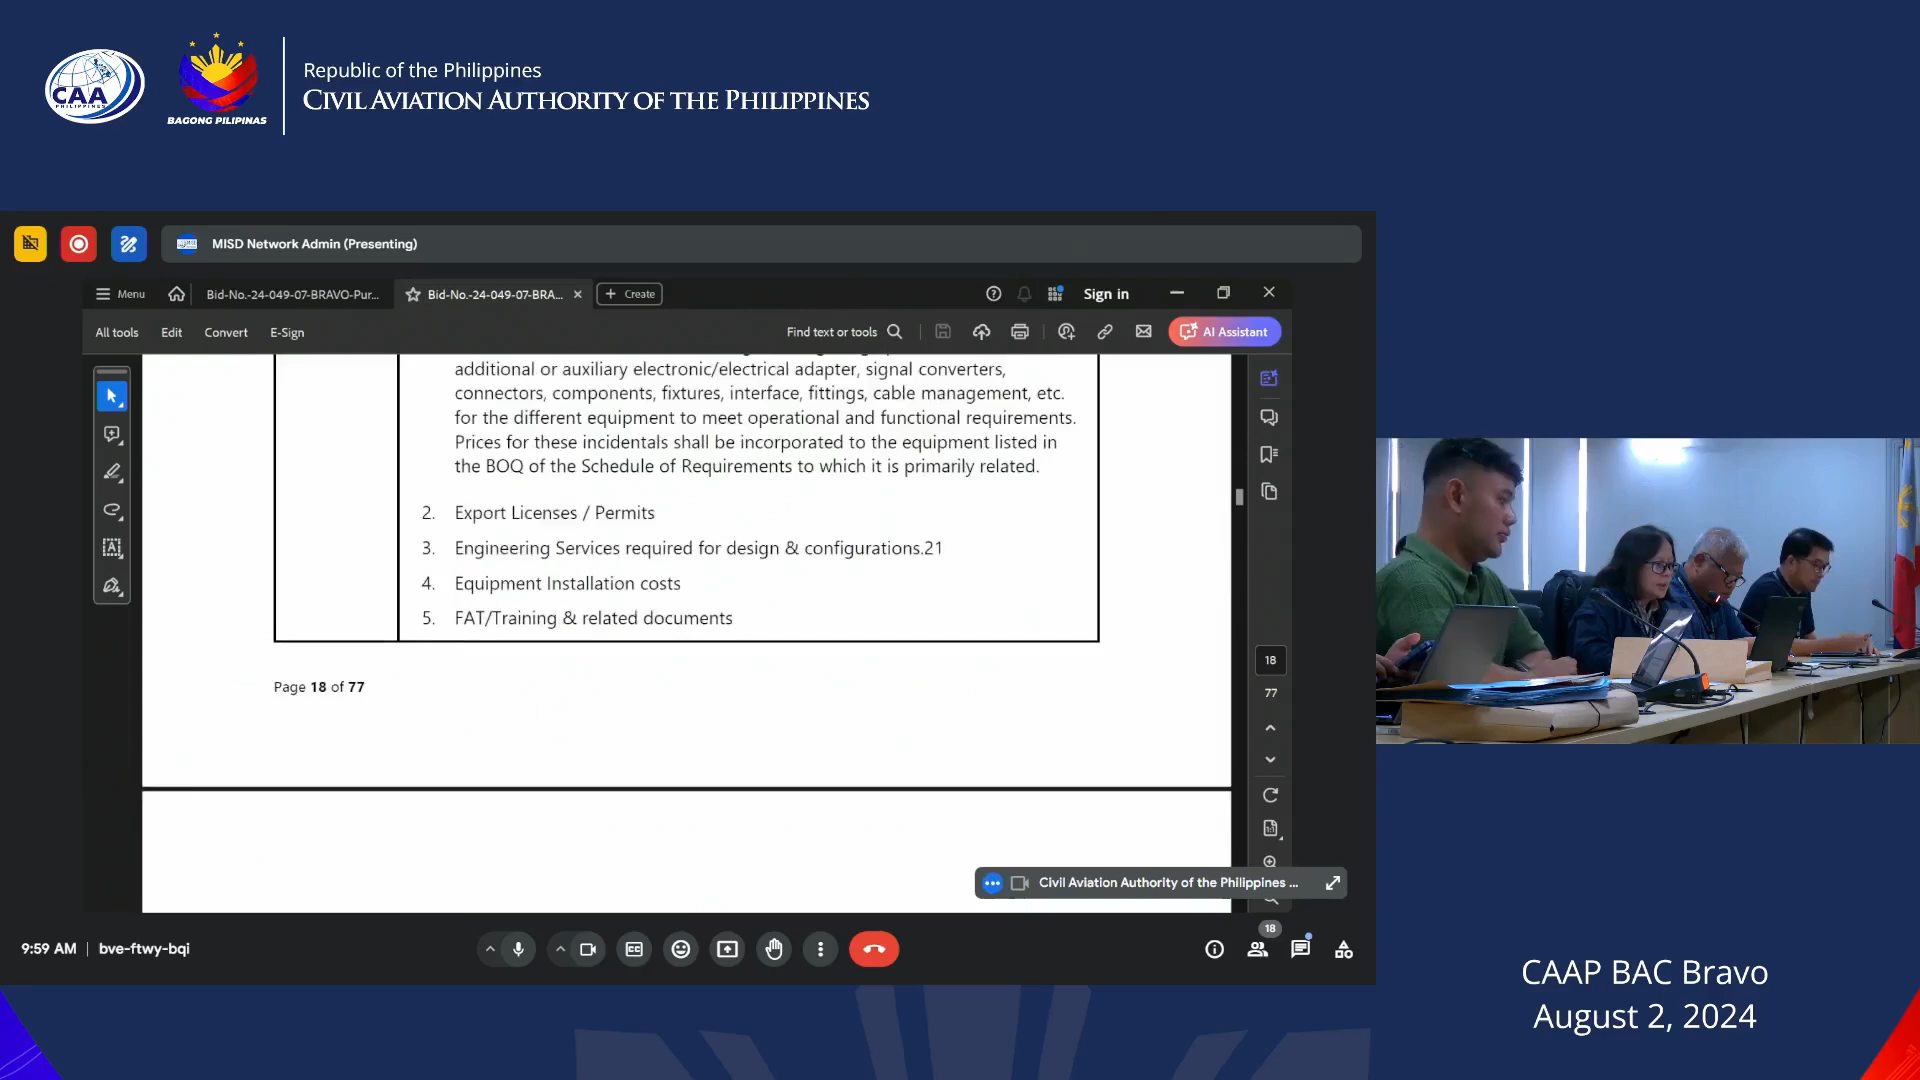 CAA
PHILIPPINES
BAGONG PILIPINAS
Republic of the Philippines
CIVIL AVIATION AUTHORITY OF THE PHILIPPINES
MISD Network Admin (Presenting)
Menu
Bid-No.-24-049-07-BRAVO-Pur...
Bid-No.-24-049-07-BRA...
Create
Sign in
All tools
Edit
Convert
E-Sign
Find text or tools
AI Assistant
additional or auxiliary electronic/electrical adapter, signal converters,
connectors, components, fixtures, interface, fittings, cable management, etc.
for the different equipment to meet operational and functional requirements.
Prices for these incidentals shall be incorporated to the equipment listed in
the BOQ of the Schedule of Requirements to which it is primarily related.
2. Export Licenses / Permits
3. Engineering Services required for design & configurations.21
4. Equipment Installation costs
5. FAT/Training & related documents
Page 18 of 77
18
77
Civil Aviation Authority of the Philippines ...
9:59 AM | bve-ftwy-bqi
18
CAAP BAC Bravo
August 2, 2024